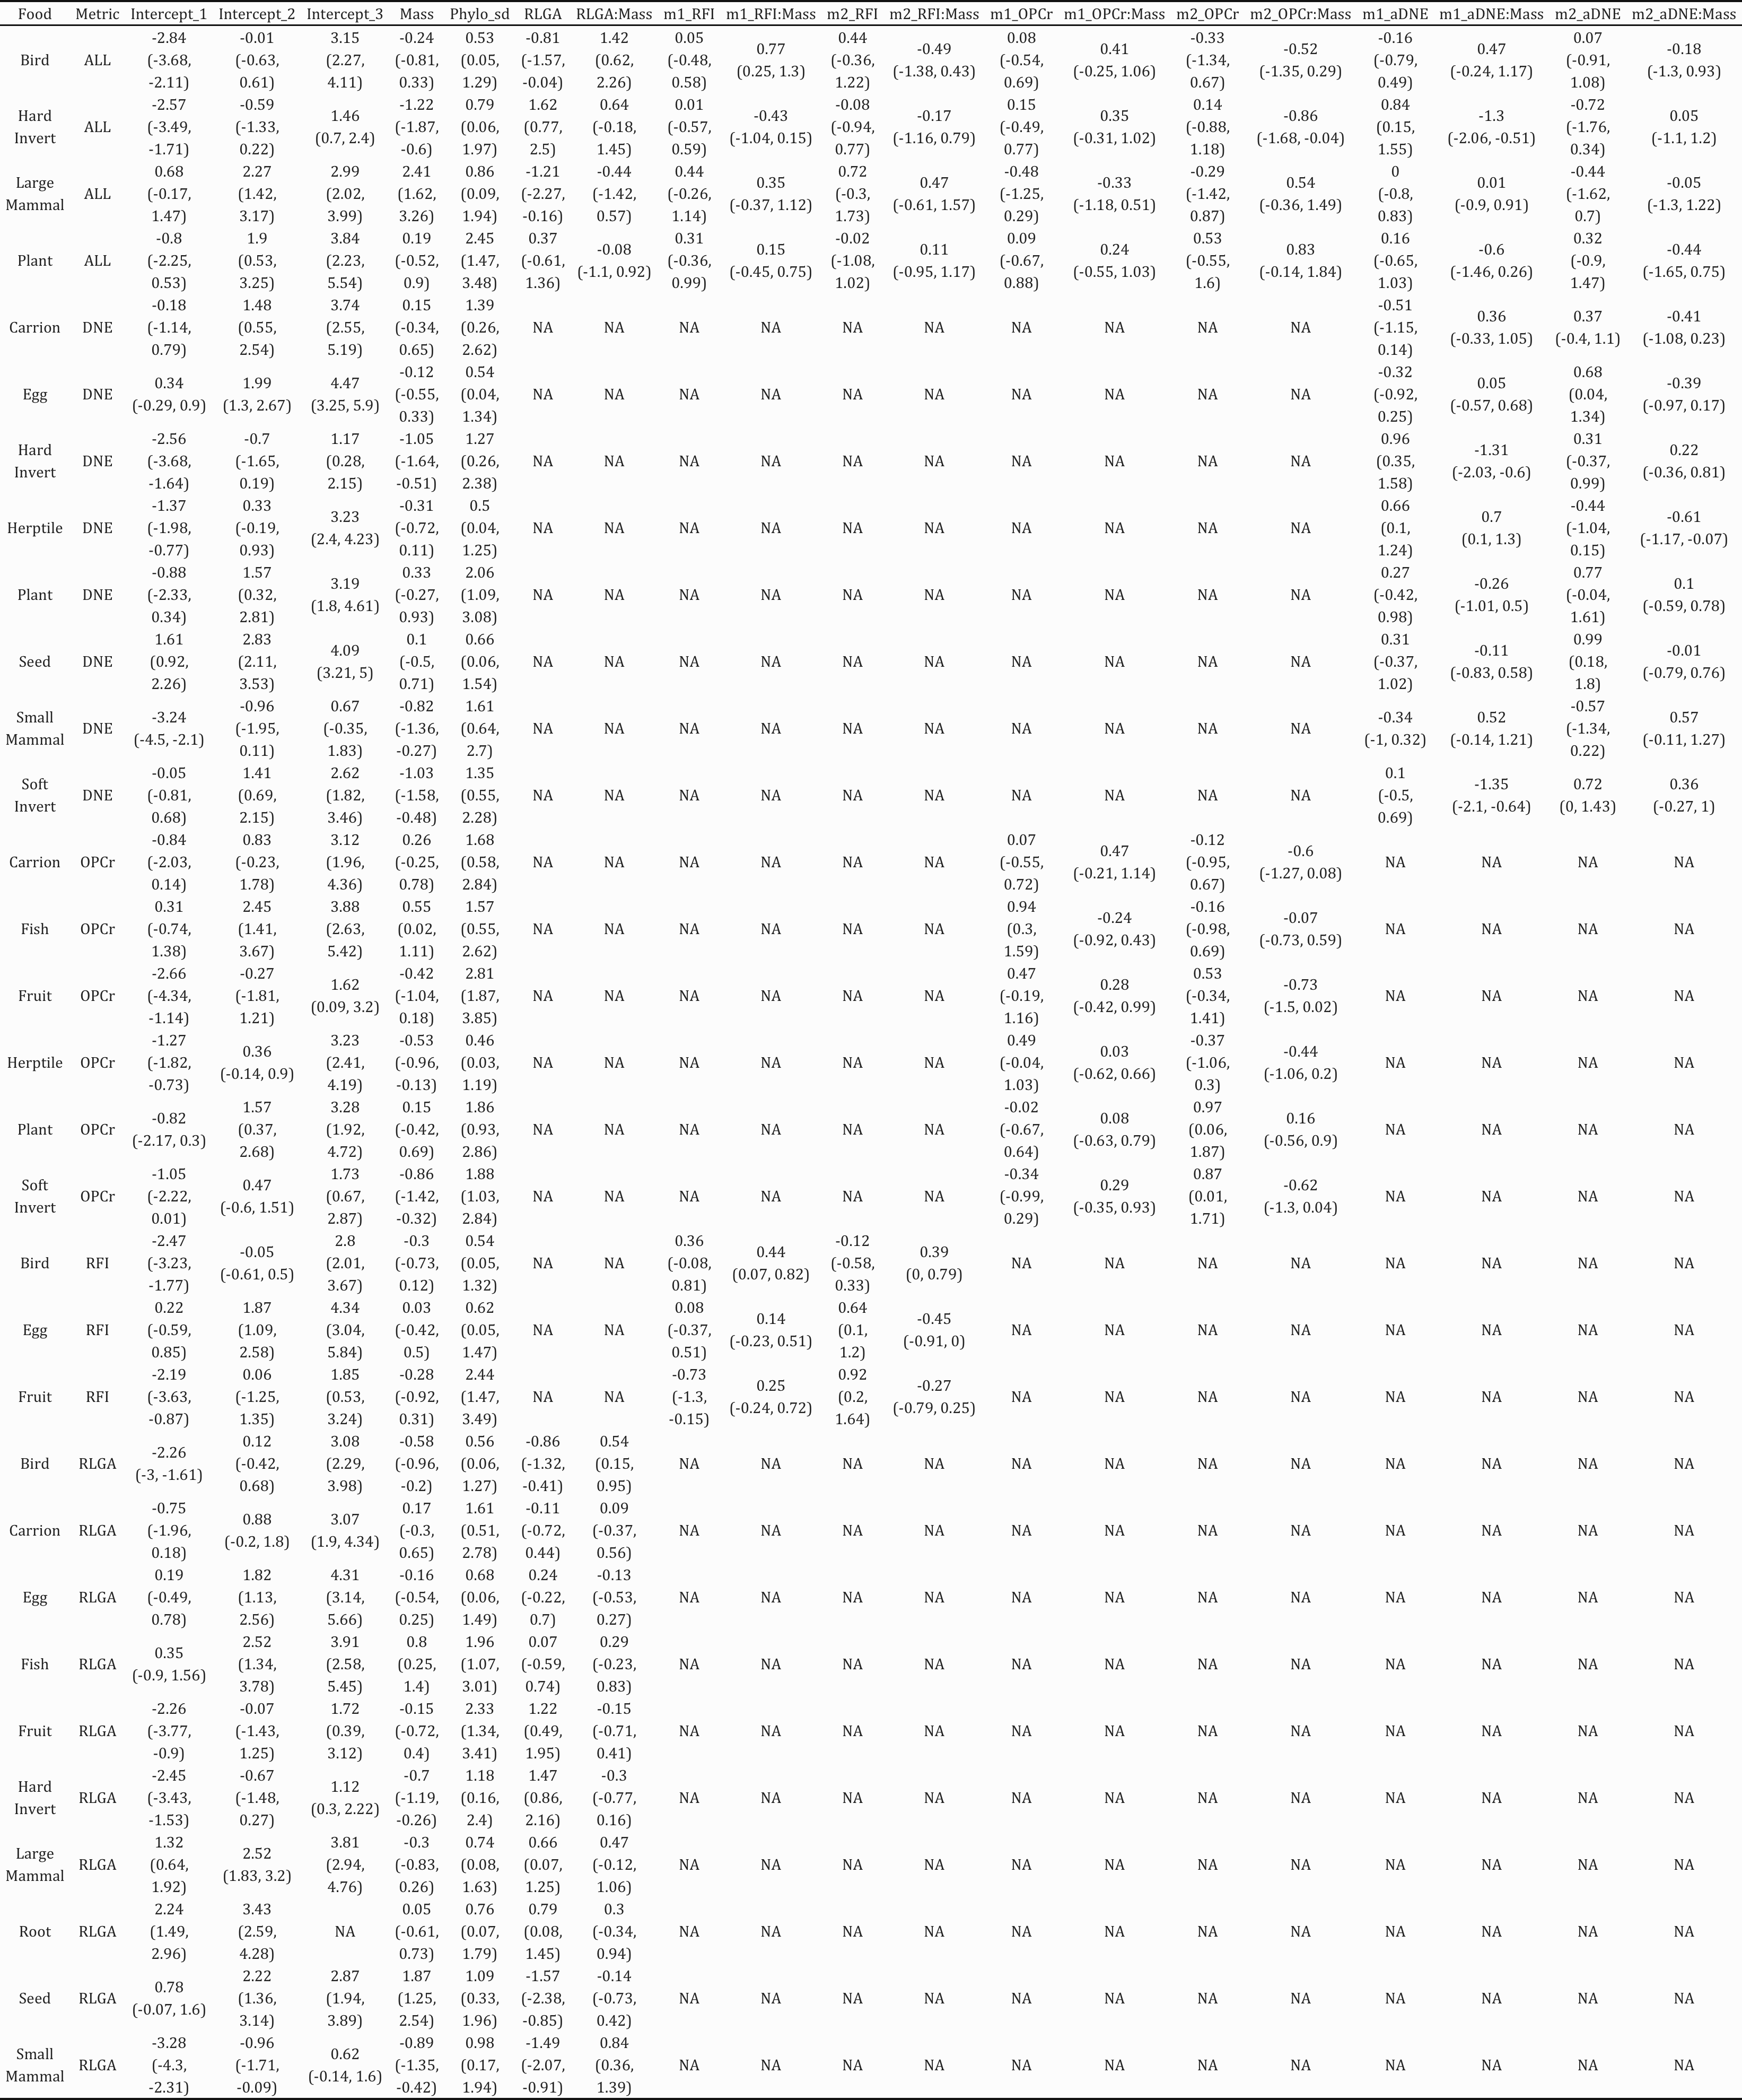 Food Metric Intercept_1 Intercept_2 Intercept_3 Mass Phylo_sd RLGA RLGA:Mass m1_RFI m1_RFI:Mass m2_RFI m2_RFI:Mass m1_OPCr m1_OPCr:Mass m2_OPCr m2_OPCr:Mass m1_aDNE m1_aDNE:Mass m2_aDNE m2_aDNE:Mass
Bird ALL -2.84 (-3.68, -2.11) -0.01 (-0.63, 0.61) 3.15 (2.27, 4.11) -0.24 (-0.81, 0.33) 0.53 (0.05, 1.29) -0.81 (-1.57, -0.04) 1.42 (0.62, 2.26) 0.05 (-0.48, 0.58) 0.77 (0.25, 1.3) 0.44 (-0.36, 1.22) -0.49 (-1.38, 0.43) 0.08 (-0.54, 0.69) 0.41 (-0.25, 1.06) -0.33 (-1.34, 0.67) -0.52 (-1.35, 0.29) -0.16 (-0.79, 0.49) 0.47 (-0.24, 1.17) 0.07 (-0.91, 1.08) -0.18 (-1.3, 0.93)
Hard Invert ALL -2.57 (-3.49, -1.71) -0.59 (-1.33, 0.22) 1.46 (0.7, 2.4) -1.22 (-1.87, -0.6) 0.79 (0.06, 1.97) 1.62 (0.77, 2.5) 0.64 (-0.18, 1.45) 0.01 (-0.57, 0.59) -0.43 (-1.04, 0.15) -0.08 (-0.94, 0.77) -0.17 (-1.16, 0.79) 0.15 (-0.49, 0.77) 0.35 (-0.31, 1.02) 0.14 (-0.88, 1.18) -0.86 (-1.68, -0.04) 0.84 (0.15, 1.55) -1.3 (-2.06, -0.51) -0.72 (-1.76, 0.34) 0.05 (-1.1, 1.2)
Large Mammal ALL 0.68 (-0.17, 1.47) 2.27 (1.42, 3.17) 2.99 (2.02, 3.99) 2.41 (1.62, 3.26) 0.86 (0.09, 1.94) -1.21 (-2.27, -0.16) -0.44 (-1.42, 0.57) 0.44 (-0.26, 1.14) 0.35 (-0.37, 1.12) 0.72 (-0.3, 1.73) 0.47 (-0.61, 1.57) -0.48 (-1.25, 0.29) -0.33 (-1.18, 0.51) -0.29 (-1.42, 0.87) 0.54 (-0.36, 1.49) 0 (-0.8, 0.83) 0.01 (-0.9, 0.91) -0.44 (-1.62, 0.7) -0.05 (-1.3, 1.22)
Plant ALL -0.8 (-2.25, 0.53) 1.9 (0.53, 3.25) 3.84 (2.23, 5.54) 0.19 (-0.52, 0.9) 2.45 (1.47, 3.48) 0.37 (-0.61, 1.36) -0.08 (-1.1, 0.92) 0.31 (-0.36, 0.99) 0.15 (-0.45, 0.75) -0.02 (-1.08, 1.02) 0.11 (-0.95, 1.17) 0.09 (-0.67, 0.88) 0.24 (-0.55, 1.03) 0.53 (-0.55, 1.6) 0.83 (-0.14, 1.84) 0.16 (-0.65, 1.03) -0.6 (-1.46, 0.26) 0.32 (-0.9, 1.47) -0.44 (-1.65, 0.75)
Carrion DNE -0.18 (-1.14, 0.79) 1.48 (0.55, 2.54) 3.74 (2.55, 5.19) 0.15 (-0.34, 0.65) 1.39 (0.26, 2.62) NA NA NA NA NA NA NA NA NA NA -0.51 (-1.15, 0.14) 0.36 (-0.33, 1.05) 0.37 (-0.4, 1.1) -0.41 (-1.08, 0.23)
Egg DNE 0.34 (-0.29, 0.9) 1.99 (1.3, 2.67) 4.47 (3.25, 5.9) -0.12 (-0.55, 0.33) 0.54 (0.04, 1.34) NA NA NA NA NA NA NA NA NA NA -0.32 (-0.92, 0.25) 0.05 (-0.57, 0.68) 0.68 (0.04, 1.34) -0.39 (-0.97, 0.17)
Hard Invert DNE -2.56 (-3.68, -1.64) -0.7 (-1.65, 0.19) 1.17 (0.28, 2.15) -1.05 (-1.64, -0.51) 1.27 (0.26, 2.38) NA NA NA NA NA NA NA NA NA NA 0.96 (0.35, 1.58) -1.31 (-2.03, -0.6) 0.31 (-0.37, 0.99) 0.22 (-0.36, 0.81)
Herptile DNE -1.37 (-1.98, -0.77) 0.33 (-0.19, 0.93) 3.23 (2.4, 4.23) -0.31 (-0.72, 0.11) 0.5 (0.04, 1.25) NA NA NA NA NA NA NA NA NA NA 0.66 (0.1, 1.24) 0.7 (0.1, 1.3) -0.44 (-1.04, 0.15) -0.61 (-1.17, -0.07)
Plant DNE -0.88 (-2.33, 0.34) 1.57 (0.32, 2.81) 3.19 (1.8, 4.61) 0.33 (-0.27, 0.93) 2.06 (1.09, 3.08) NA NA NA NA NA NA NA NA NA NA 0.27 (-0.42, 0.98) -0.26 (-1.01, 0.5) 0.77 (-0.04, 1.61) 0.1 (-0.59, 0.78)
Seed DNE 1.61 (0.92, 2.26) 2.83 (2.11, 3.53) 4.09 (3.21, 5) 0.1 (-0.5, 0.71) 0.66 (0.06, 1.54) NA NA NA NA NA NA NA NA NA NA 0.31 (-0.37, 1.02) -0.11 (-0.83, 0.58) 0.99 (0.18, 1.8) -0.01 (-0.79, 0.76)
Small Mammal DNE -3.24 (-4.5, -2.1) -0.96 (-1.95, 0.11) 0.67 (-0.35, 1.83) -0.82 (-1.36, -0.27) 1.61 (0.64, 2.7) NA NA NA NA NA NA NA NA NA NA -0.34 (-1, 0.32) 0.52 (-0.14, 1.21) -0.57 (-1.34, 0.22) 0.57 (-0.11, 1.27)
Soft Invert DNE -0.05 (-0.81, 0.68) 1.41 (0.69, 2.15) 2.62 (1.82, 3.46) -1.03 (-1.58, -0.48) 1.35 (0.55, 2.28) NA NA NA NA NA NA NA NA NA NA 0.1 (-0.5, 0.69) -1.35 (-2.1, -0.64) 0.72 (0, 1.43) 0.36 (-0.27, 1)
Carrion OPCr -0.84 (-2.03, 0.14) 0.83 (-0.23, 1.78) 3.12 (1.96, 4.36) 0.26 (-0.25, 0.78) 1.68 (0.58, 2.84) NA NA NA NA NA NA 0.07 (-0.55, 0.72) 0.47 (-0.21, 1.14) -0.12 (-0.95, 0.67) -0.6 (-1.27, 0.08) NA NA NA NA
Fish OPCr 0.31 (-0.74, 1.38) 2.45 (1.41, 3.67) 3.88 (2.63, 5.42) 0.55 (0.02, 1.11) 1.57 (0.55, 2.62) NA NA NA NA NA NA 0.94 (0.3, 1.59) -0.24 (-0.92, 0.43) -0.16 (-0.98, 0.69) -0.07 (-0.73, 0.59) NA NA NA NA
Fruit OPCr -2.66 (-4.34, -1.14) -0.27 (-1.81, 1.21) 1.62 (0.09, 3.2) -0.42 (-1.04, 0.18) 2.81 (1.87, 3.85) NA NA NA NA NA NA 0.47 (-0.19, 1.16) 0.28 (-0.42, 0.99) 0.53 (-0.34, 1.41) -0.73 (-1.5, 0.02) NA NA NA NA
Herptile OPCr -1.27 (-1.82, -0.73) 0.36 (-0.14, 0.9) 3.23 (2.41, 4.19) -0.53 (-0.96, -0.13) 0.46 (0.03, 1.19) NA NA NA NA NA NA 0.49 (-0.04, 1.03) 0.03 (-0.62, 0.66) -0.37 (-1.06, 0.3) -0.44 (-1.06, 0.2) NA NA NA NA
Plant OPCr -0.82 (-2.17, 0.3) 1.57 (0.37, 2.68) 3.28 (1.92, 4.72) 0.15 (-0.42, 0.69) 1.86 (0.93, 2.86) NA NA NA NA NA NA -0.02 (-0.67, 0.64) 0.08 (-0.63, 0.79) 0.97 (0.06, 1.87) 0.16 (-0.56, 0.9) NA NA NA NA
Soft Invert OPCr -1.05 (-2.22, 0.01) 0.47 (-0.6, 1.51) 1.73 (0.67, 2.87) -0.86 (-1.42, -0.32) 1.88 (1.03, 2.84) NA NA NA NA NA NA -0.34 (-0.99, 0.29) 0.29 (-0.35, 0.93) 0.87 (0.01, 1.71) -0.62 (-1.3, 0.04) NA NA NA NA
Bird RFI -2.47 (-3.23, -1.77) -0.05 (-0.61, 0.5) 2.8 (2.01, 3.67) -0.3 (-0.73, 0.12) 0.54 (0.05, 1.32) NA NA 0.36 (-0.08, 0.81) 0.44 (0.07, 0.82) -0.12 (-0.58, 0.33) 0.39 (0, 0.79) NA NA NA NA NA NA NA NA
Egg RFI 0.22 (-0.59, 0.85) 1.87 (1.09, 2.58) 4.34 (3.04, 5.84) 0.03 (-0.42, 0.5) 0.62 (0.05, 1.47) NA NA 0.08 (-0.37, 0.51) 0.14 (-0.23, 0.51) 0.64 (0.1, 1.2) -0.45 (-0.91, 0) NA NA NA NA NA NA NA NA
Fruit RFI -2.19 (-3.63, -0.87) 0.06 (-1.25, 1.35) 1.85 (0.53, 3.24) -0.28 (-0.92, 0.31) 2.44 (1.47, 3.49) NA NA -0.73 (-1.3, -0.15) 0.25 (-0.24, 0.72) 0.92 (0.2, 1.64) -0.27 (-0.79, 0.25) NA NA NA NA NA NA NA NA
Bird RLGA -2.26 (-3, -1.61) 0.12 (-0.42, 0.68) 3.08 (2.29, 3.98) -0.58 (-0.96, -0.2) 0.56 (0.06, 1.27) -0.86 (-1.32, -0.41) 0.54 (0.15, 0.95) NA NA NA NA NA NA NA NA NA NA NA NA
Carrion RLGA -0.75 (-1.96, 0.18) 0.88 (-0.2, 1.8) 3.07 (1.9, 4.34) 0.17 (-0.3, 0.65) 1.61 (0.51, 2.78) -0.11 (-0.72, 0.44) 0.09 (-0.37, 0.56) NA NA NA NA NA NA NA NA NA NA NA NA
Egg RLGA 0.19 (-0.49, 0.78) 1.82 (1.13, 2.56) 4.31 (3.14, 5.66) -0.16 (-0.54, 0.25) 0.68 (0.06, 1.49) 0.24 (-0.22, 0.7) -0.13 (-0.53, 0.27) NA NA NA NA NA NA NA NA NA NA NA NA
Fish RLGA 0.35 (-0.9, 1.56) 2.52 (1.34, 3.78) 3.91 (2.58, 5.45) 0.8 (0.25, 1.4) 1.96 (1.07, 3.01) 0.07 (-0.59, 0.74) 0.29 (-0.23, 0.83) NA NA NA NA NA NA NA NA NA NA NA NA
Fruit RLGA -2.26 (-3.77, -0.9) -0.07 (-1.43, 1.25) 1.72 (0.39, 3.12) -0.15 (-0.72, 0.4) 2.33 (1.34, 3.41) 1.22 (0.49, 1.95) -0.15 (-0.71, 0.41) NA NA NA NA NA NA NA NA NA NA NA NA
Hard Invert RLGA -2.45 (-3.43, -1.53) -0.67 (-1.48, 0.27) 1.12 (0.3, 2.22) -0.7 (-1.19, -0.26) 1.18 (0.16, 2.4) 1.47 (0.86, 2.16) -0.3 (-0.77, 0.16) NA NA NA NA NA NA NA NA NA NA NA NA
Large Mammal RLGA 1.32 (0.64, 1.92) 2.52 (1.83, 3.2) 3.81 (2.94, 4.76) -0.3 (-0.83, 0.26) 0.74 (0.08, 1.63) 0.66 (0.07, 1.25) 0.47 (-0.12, 1.06) NA NA NA NA NA NA NA NA NA NA NA NA
Root RLGA 2.24 (1.49, 2.96) 3.43 (2.59, 4.28) NA 0.05 (-0.61, 0.73) 0.76 (0.07, 1.79) 0.79 (0.08, 1.45) 0.3 (-0.34, 0.94) NA NA NA NA NA NA NA NA NA NA NA NA
Seed RLGA 0.78 (-0.07, 1.6) 2.22 (1.36, 3.14) 2.87 (1.94, 3.89) 1.87 (1.25, 2.54) 1.09 (0.33, 1.96) -1.57 (-2.38, -0.85) -0.14 (-0.73, 0.42) NA NA NA NA NA NA NA NA NA NA NA NA
Small Mammal RLGA -3.28 (-4.3, -2.31) -0.96 (-1.71, -0.09) 0.62 (-0.14, 1.6) -0.89 (-1.35, -0.42) 0.98 (0.17, 1.94) -1.49 (-2.07, -0.91) 0.84 (0.36, 1.39) NA NA NA NA NA NA NA NA NA NA NA NA